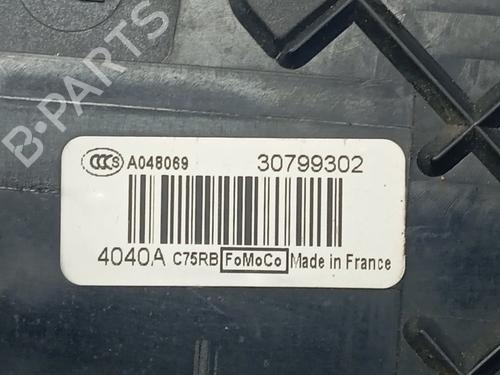 B-PARTS
CCC S A048069 30799302
4040A C75RB FoMoCo Made in France